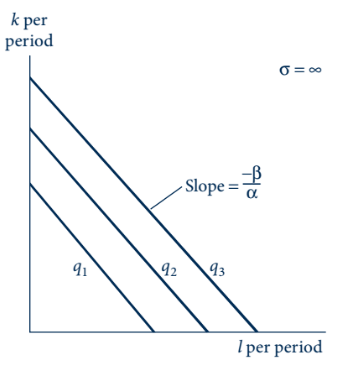 k per
period
σ = ∞
Slope = −β/α
q₁
q₂
q₃
l per period